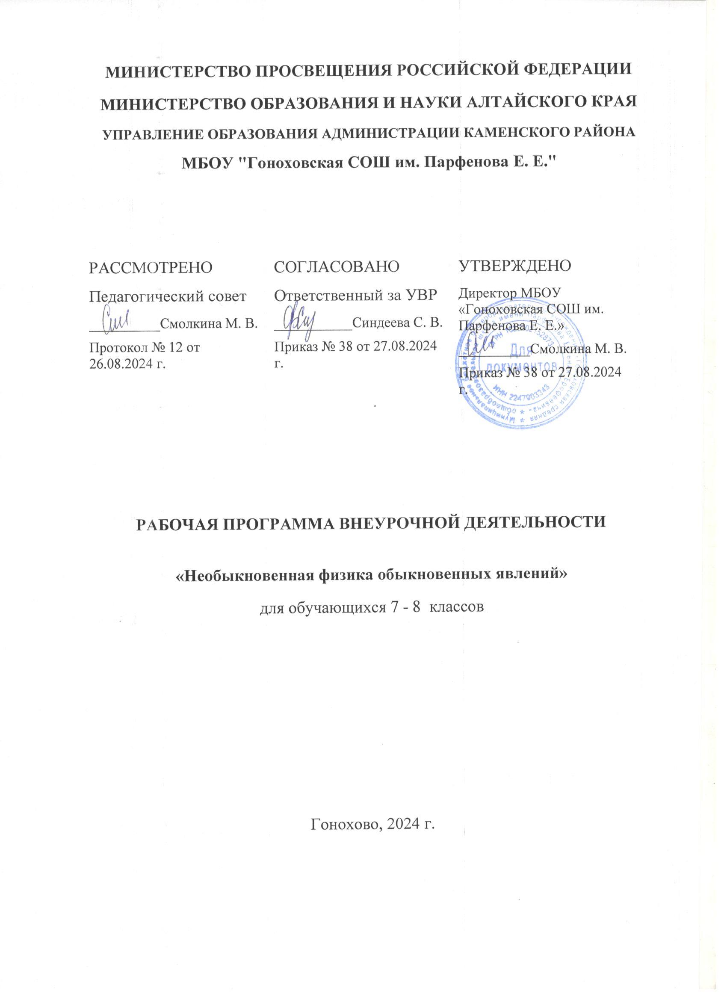 МИНИСТЕРСТВО ПРОСВЕЩЕНИЯ РОССИЙСКОЙ ФЕДЕРАЦИИ
МИНИСТЕРСТВО ОБРАЗОВАНИЯ И НАУКИ АЛТАЙСКОГО КРАЯ
УПРАВЛЕНИЕ ОБРАЗОВАНИЯ АДМИНИСТРАЦИИ КАМЕНСКОГО РАЙОНА
МБОУ "Гоноховская СОШ им. Парфенова Е. Е."
РАССМОТРЕНО
Педагогический совет
___________Смолкина М. В.
Протокол № 12 от
26.08.2024 г.
СОГЛАСОВАНО
Ответственный за УВР
____________Синдеева С. В.
Приказ № 38 от 27.08.2024
г.
УТВЕРЖДЕНО
Директор МБОУ
«Гоноховская СОШ им.
Парфенова Е. Е.»
___________Смолкина М. В.
Приказ № 38 от 27.08.2024
г.
Для
документов
ИНН 2247003343
РАБОЧАЯ ПРОГРАММА ВНЕУРОЧНОЙ ДЕЯТЕЛЬНОСТИ
«Необыкновенная физика обыкновенных явлений»
для обучающихся 7 - 8 классов
Гонохово, 2024 г.